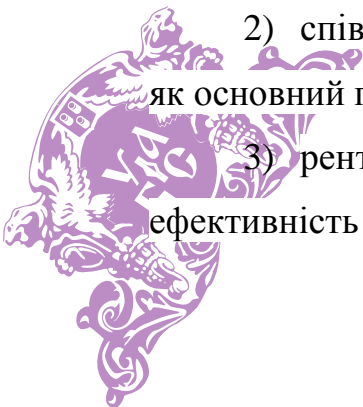 2) спів
як основний п
3) рент
ефективність